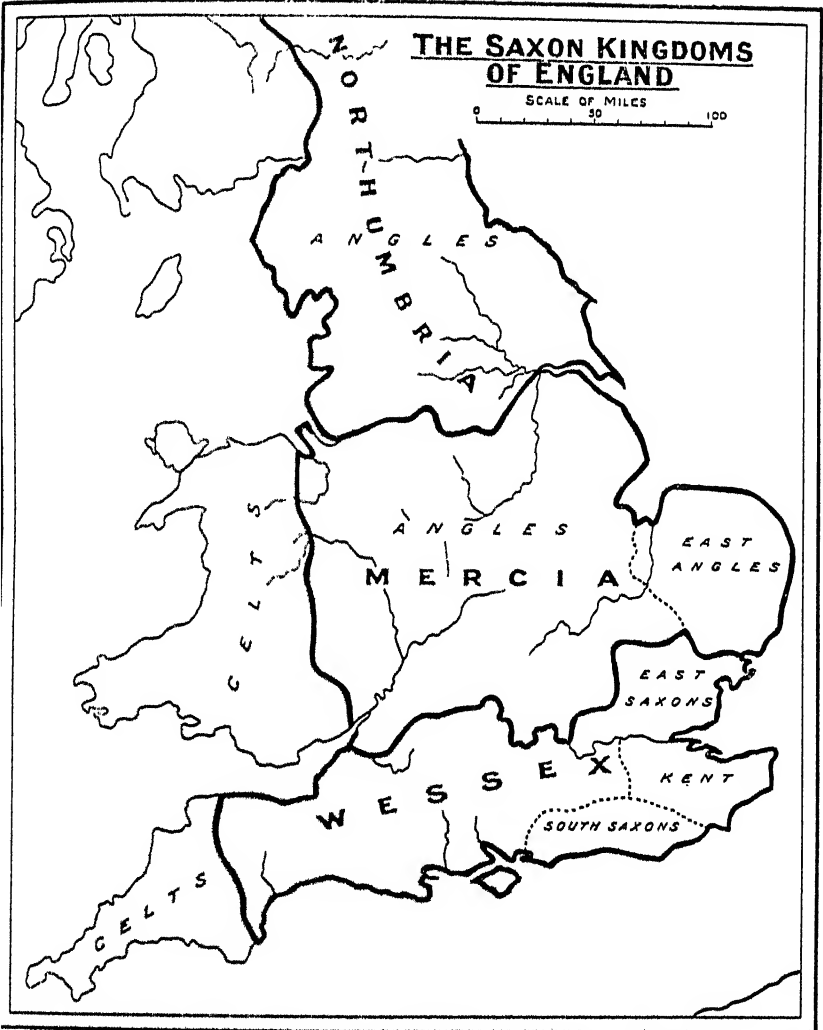 THE SAXON KINGDOMS
OF ENGLAND
SCALE OF MILES
0 50 100
NORTHUMBRIA
ANGLES
CELTS
ANGLES
MERCIA
EAST
ANGLES
EAST
SAXONS
WESSEX
KENT
SOUTH SAXONS
CELTS